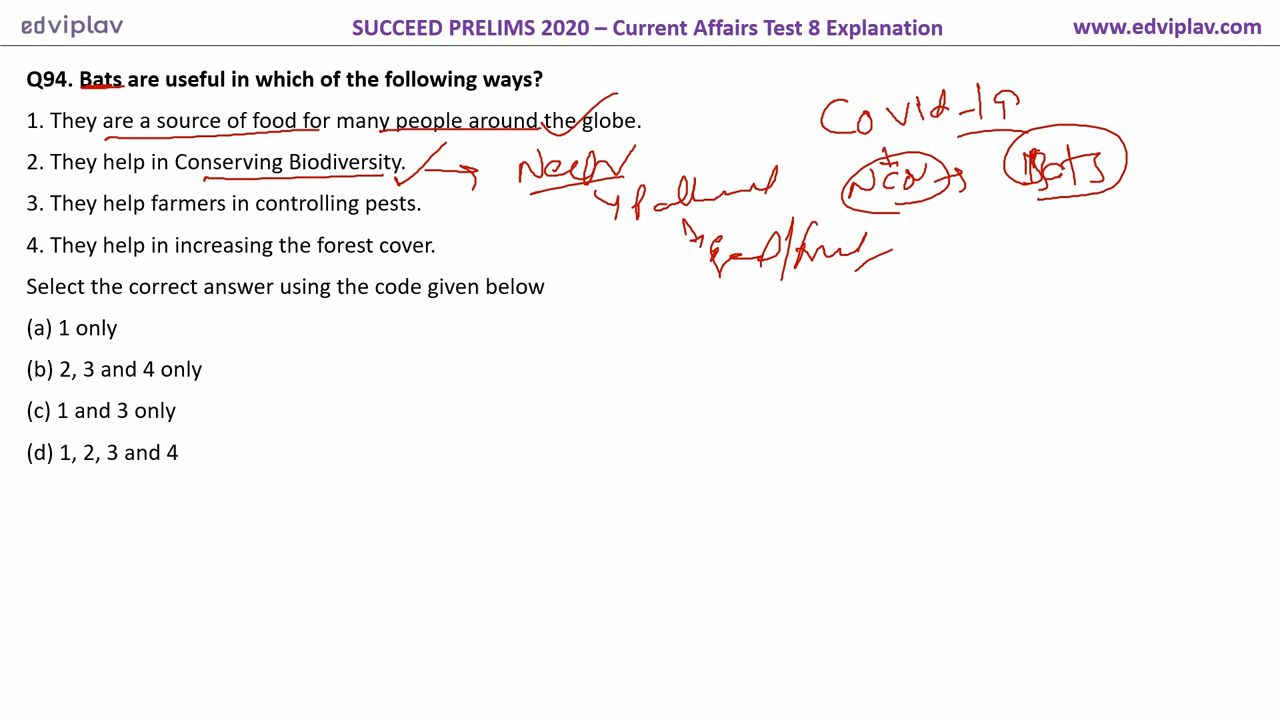 edviplav
SUCCEED PRELIMS 2020 – Current Affairs Test 8 Explanation
www.edviplav.com
Q94. Bats are useful in which of the following ways?
1. They are a source of food for many people around the globe.
2. They help in Conserving Biodiversity.
3. They help farmers in controlling pests.
4. They help in increasing the forest cover.
Select the correct answer using the code given below
(a) 1 only
(b) 2, 3 and 4 only
(c) 1 and 3 only
(d) 1, 2, 3 and 4
Covid-19
Bats